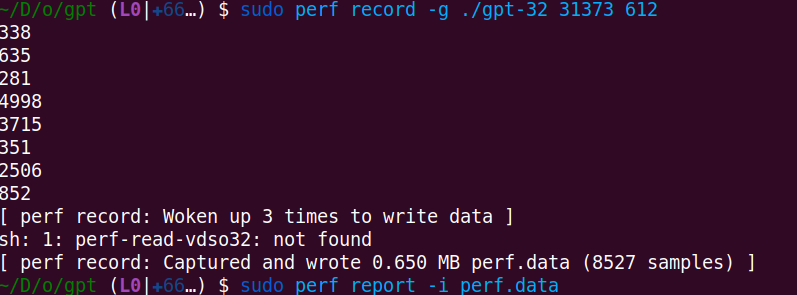 ~/D/o/gpt (L0|✚66…) $ sudo perf record -g ./gpt-32 31373 612
338
635
281
4998
3715
351
2506
852
[ perf record: Woken up 3 times to write data ]
sh: 1: perf-read-vdso32: not found
[ perf record: Captured and wrote 0.650 MB perf.data (8527 samples) ]
~/D/o/gpt (L0|✚66…) $ sudo perf report -i perf.data